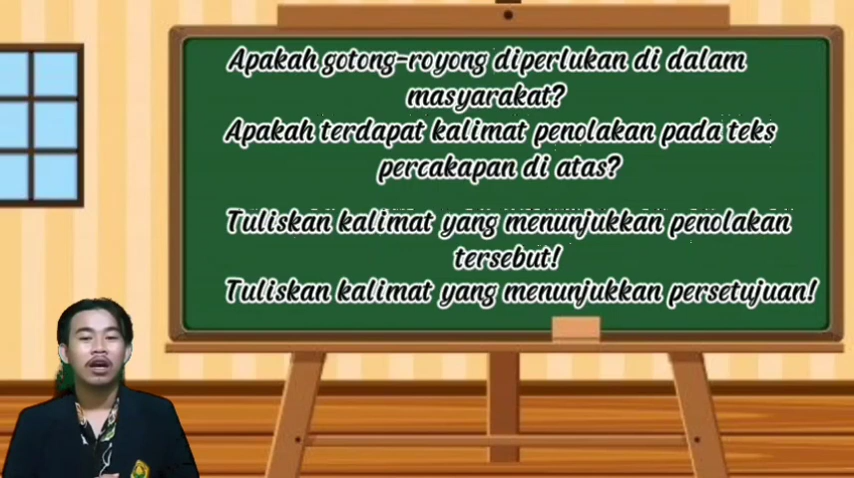 Apakah gotong-royong diperlukan di dalam
masyarakat?
Apakah terdapat kalimat penolakan pada teks
percakapan di atas?
Tuliskan kalimat yang menunjukkan penolakan
tersebut!
Tuliskan kalimat yang menunjukkan persetujuan!